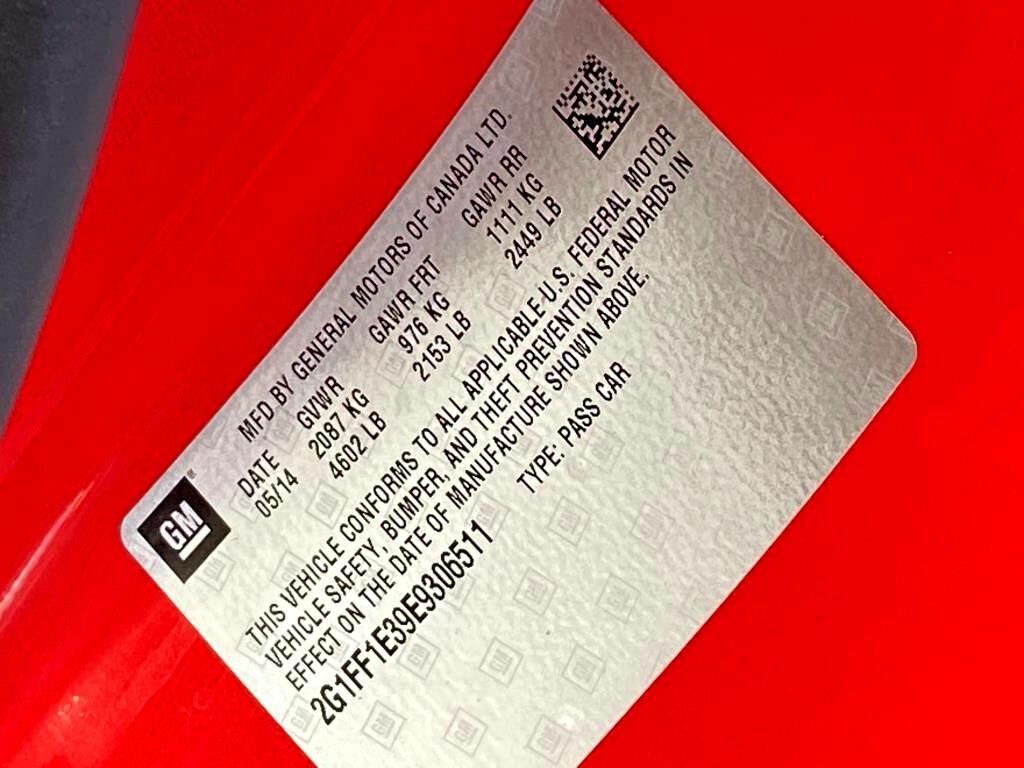 GM
MFD BY GENERAL MOTORS OF CANADA LTD.
DATE GVWR GAWR FRT GAWR RR
05/14 2087 KG 976 KG 1111 KG
4602 LB 2153 LB 2449 LB
THIS VEHICLE CONFORMS TO ALL APPLICABLE U.S. FEDERAL MOTOR
VEHICLE SAFETY, BUMPER, AND THEFT PREVENTION STANDARDS IN
EFFECT ON THE DATE OF MANUFACTURE SHOWN ABOVE.
2G1FF1E39E9306511 TYPE: PASS CAR